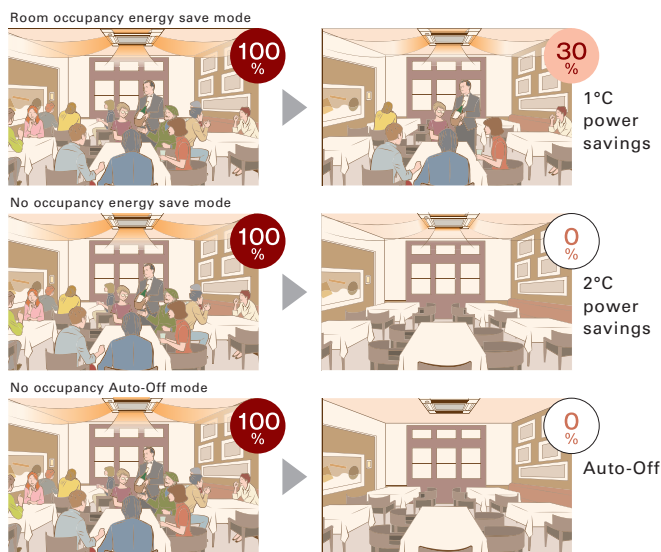 Room occupancy energy save mode
100
%
30
%
1°C
power
savings
No occupancy energy save mode
100
%
0
%
2°C
power
savings
No occupancy Auto-Off mode
100
%
0
%
Auto-Off